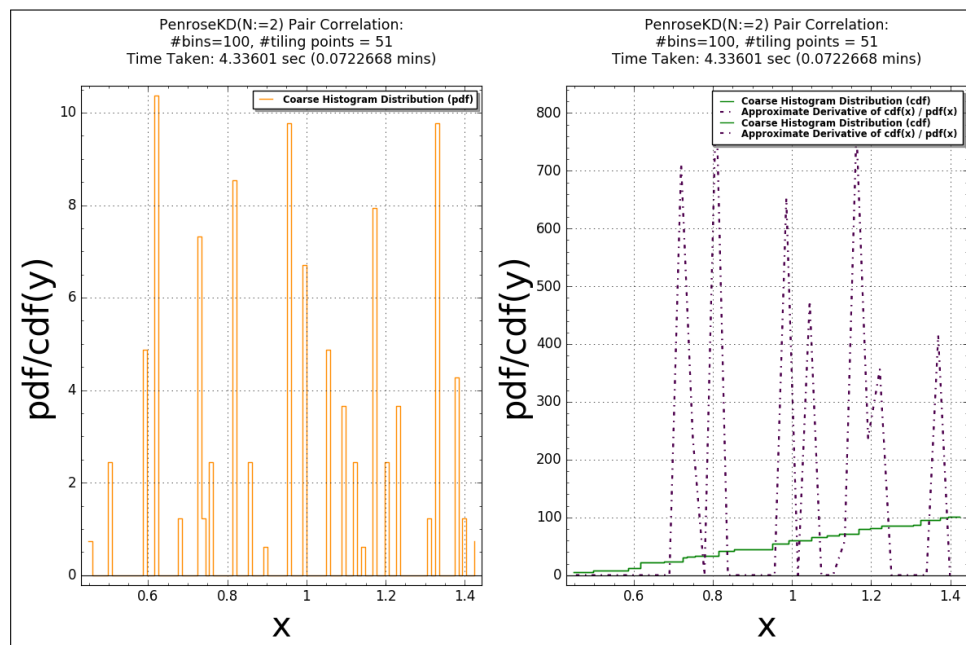 PenroseKD(N:=2) Pair Correlation:
#bins=100, #tiling points = 51
Time Taken: 4.33601 sec (0.0722668 mins)
Coarse Histogram Distribution (pdf)
10
8
6
4
2
0
0.6
0.8
1
1.2
1.4
pdf/cdf(y)
x
PenroseKD(N:=2) Pair Correlation:
#bins=100, #tiling points = 51
Time Taken: 4.33601 sec (0.0722668 mins)
Coarse Histogram Distribution (cdf)
Approximate Derivative of cdf(x) / pdf(x)
Coarse Histogram Distribution (cdf)
Approximate Derivative of cdf(x) / pdf(x)
800
700
600
500
400
300
200
100
0
0.6
0.8
1
1.2
1.4
pdf/cdf(y)
x